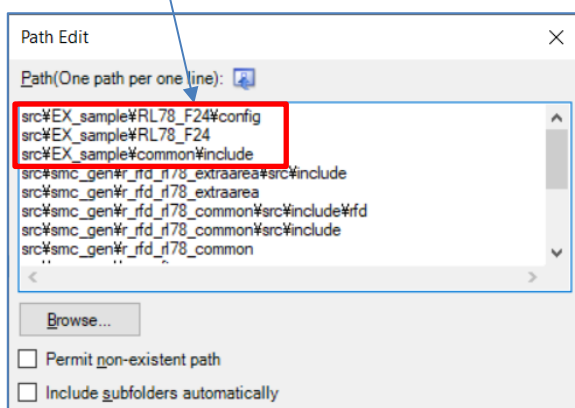 Path Edit
Path(One path per one line):
src¥EX_sample¥RL78_F24¥config
src¥EX_sample¥RL78_F24
src¥EX_sample¥common¥include
src¥smc_gen¥r_rfd_rl78_extraarea¥src¥include
src¥smc_gen¥r_rfd_rl78_extraarea
src¥smc_gen¥r_rfd_rl78_common¥src¥include¥rfd
src¥smc_gen¥r_rfd_rl78_common¥src¥include
src¥smc_gen¥r_rfd_rl78_common
Browse...
Permit non-existent path
Include subfolders automatically